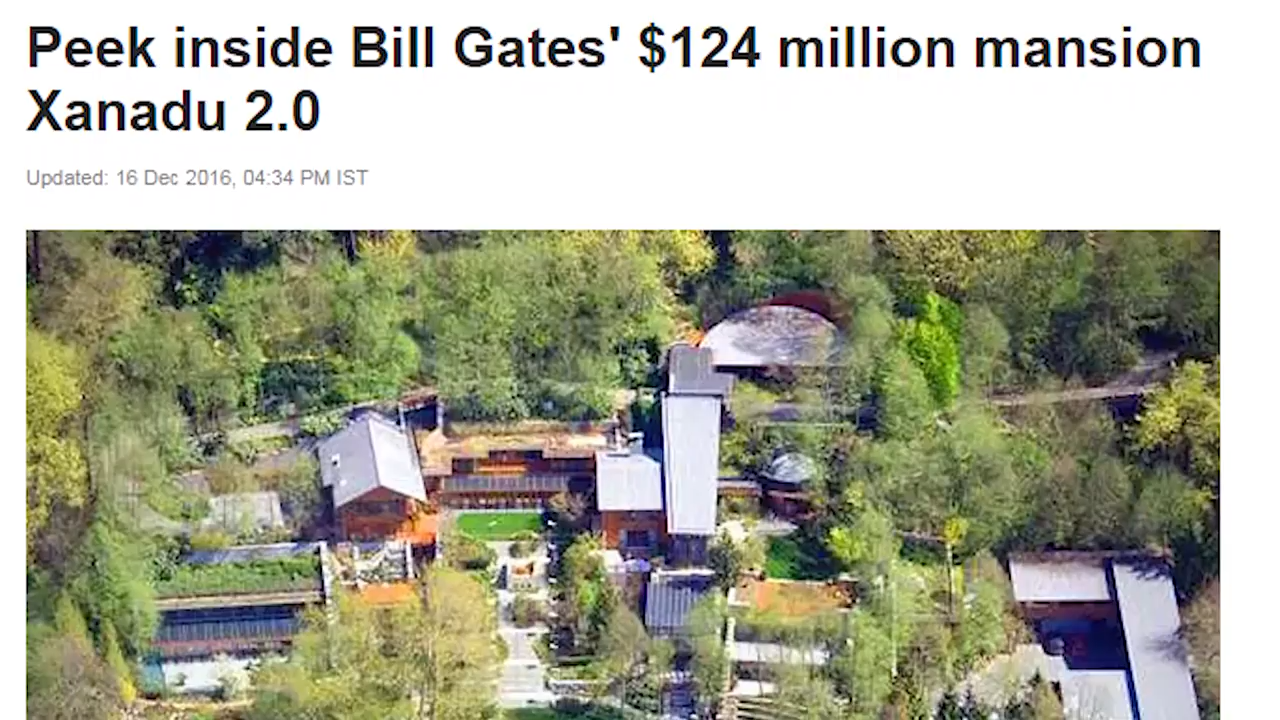 Peek inside Bill Gates' $124 million mansion
Xanadu 2.0
Updated: 16 Dec 2016, 04:34 PM IST